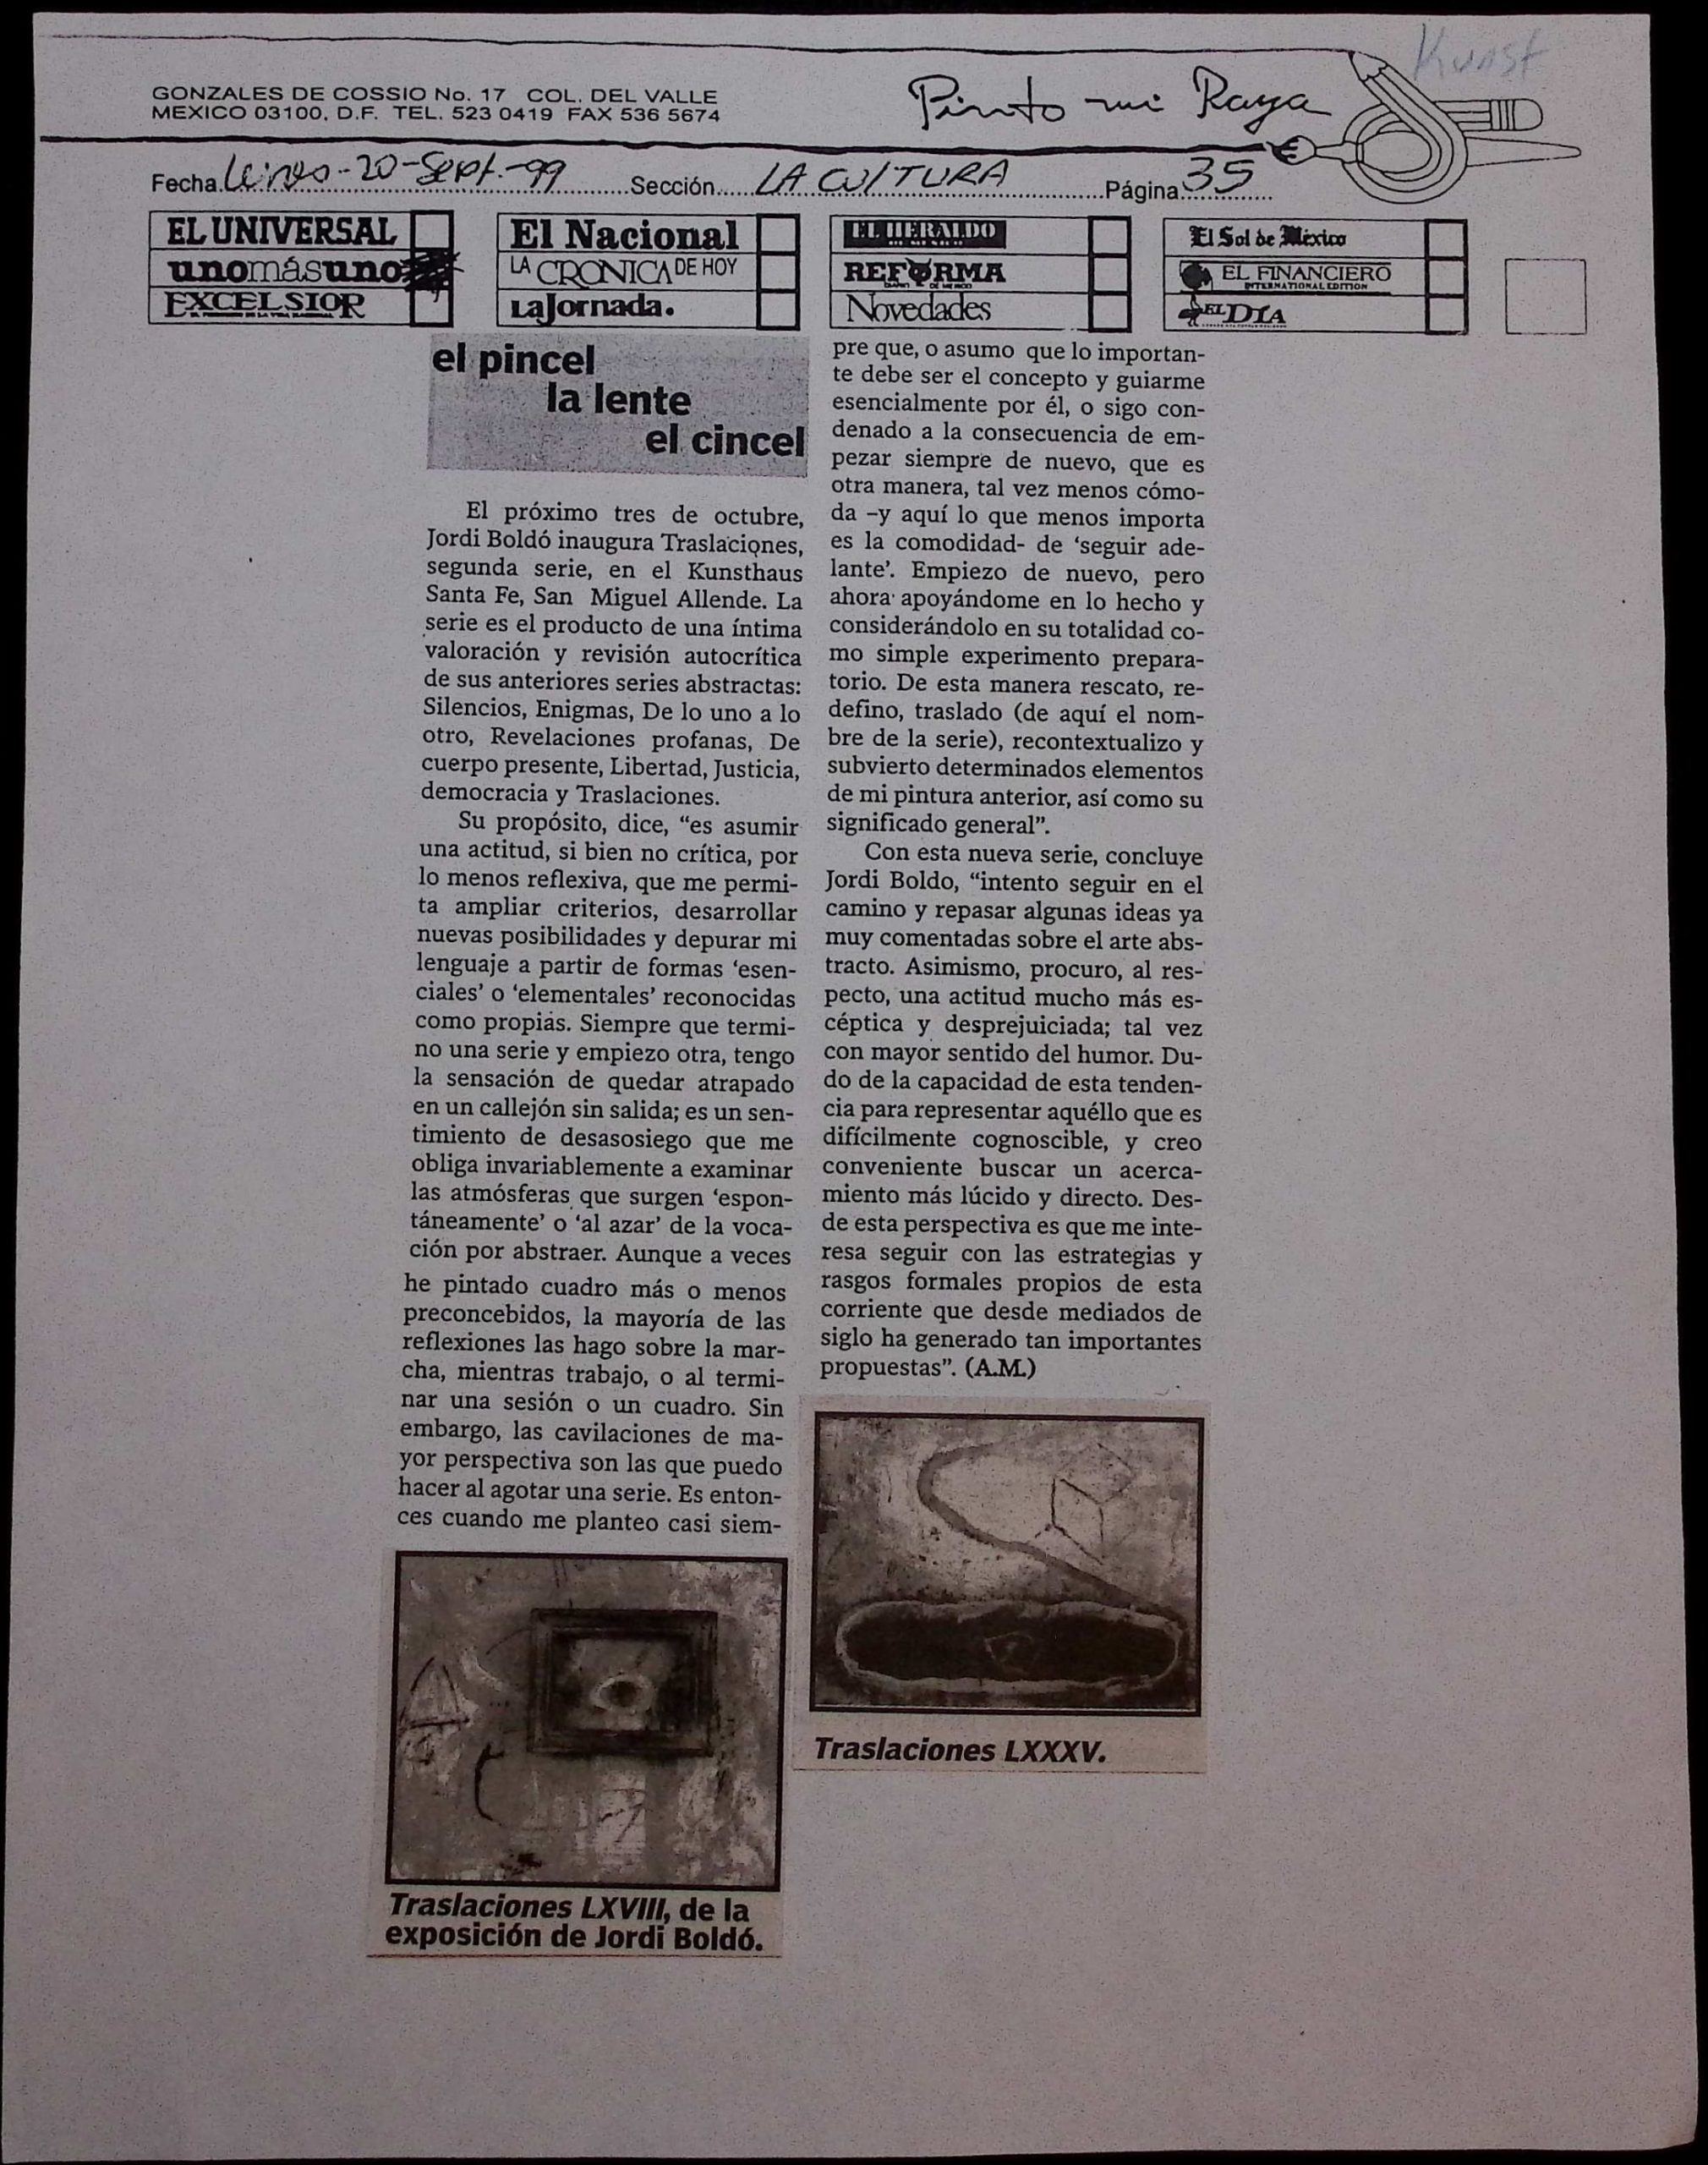 Kunst
GONZALES DE COSSIO No. 17 COL. DEL VALLE
MEXICO 03100, D.F. TEL. 523 0419 FAX 536 5674
Pinto mi Raya
Fecha Lunes-20-Sept.-99 Sección LA CULTURA Página 35
EL UNIVERSAL
unomásuno
EXCELSIOR
El Nacional
LA CRONICA DE HOY
LaJornada.
EL HERALDO
REFORMA
Novedades
El Sol de México
EL FINANCIERO
INTERNATIONAL EDITION
EL DIA
el pincel
la lente
el cincel
El próximo tres de octubre,
Jordi Boldó inaugura Traslaciones,
segunda serie, en el Kunsthaus
Santa Fe, San Miguel Allende. La
serie es el producto de una íntima
valoración y revisión autocrítica
de sus anteriores series abstractas:
Silencios, Enigmas, De lo uno a lo
otro, Revelaciones profanas, De
cuerpo presente, Libertad, Justicia,
democracia y Traslaciones.
Su propósito, dice, “es asumir
una actitud, si bien no crítica, por
lo menos reflexiva, que me permi-
ta ampliar criterios, desarrollar
nuevas posibilidades y depurar mi
lenguaje a partir de formas ‘esen-
ciales’ o ‘elementales’ reconocidas
como propias. Siempre que termi-
no una serie y empiezo otra, tengo
la sensación de quedar atrapado
en un callejón sin salida; es un sen-
timiento de desasosiego que me
obliga invariablemente a examinar
las atmósferas que surgen ‘espon-
táneamente’ o ‘al azar’ de la voca-
ción por abstraer. Aunque a veces
he pintado cuadro más o menos
preconcebidos, la mayoría de las
reflexiones las hago sobre la mar-
cha, mientras trabajo, o al termi-
nar una sesión o un cuadro. Sin
embargo, las cavilaciones de ma-
yor perspectiva son las que puedo
hacer al agotar una serie. Es enton-
ces cuando me planteo casi siem-
pre que, o asumo que lo importan-
te debe ser el concepto y guiarme
esencialmente por él, o sigo con-
denado a la consecuencia de em-
pezar siempre de nuevo, que es
otra manera, tal vez menos cómo-
da –y aquí lo que menos importa
es la comodidad- de ‘seguir ade-
lante’. Empiezo de nuevo, pero
ahora apoyándome en lo hecho y
considerándolo en su totalidad co-
mo simple experimento prepara-
torio. De esta manera rescato, re-
defino, traslado (de aquí el nom-
bre de la serie), recontextualizo y
subvierto determinados elementos
de mi pintura anterior, así como su
significado general”.
Con esta nueva serie, concluye
Jordi Boldo, “intento seguir en el
camino y repasar algunas ideas ya
muy comentadas sobre el arte abs-
tracto. Asimismo, procuro, al res-
pecto, una actitud mucho más es-
céptica y desprejuiciada; tal vez
con mayor sentido del humor. Du-
do de la capacidad de esta tenden-
cia para representar aquéllo que es
difícilmente cognoscible, y creo
conveniente buscar un acerca-
miento más lúcido y directo. Des-
de esta perspectiva es que me inte-
resa seguir con las estrategias y
rasgos formales propios de esta
corriente que desde mediados de
siglo ha generado tan importantes
propuestas”. (A.M.)
Traslaciones LXXXV.
Traslaciones LXVIII, de la
exposición de Jordi Boldó.